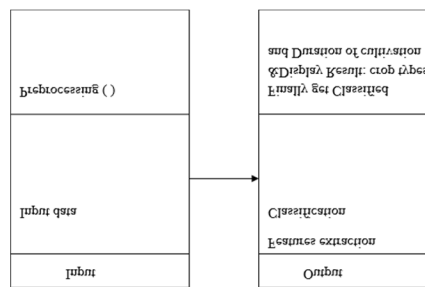 Input
Input data
Preprocessing ( )
Output
Features extraction
Classification
Finally get Classified
&Display Result: crop types
and Duration of cultivation